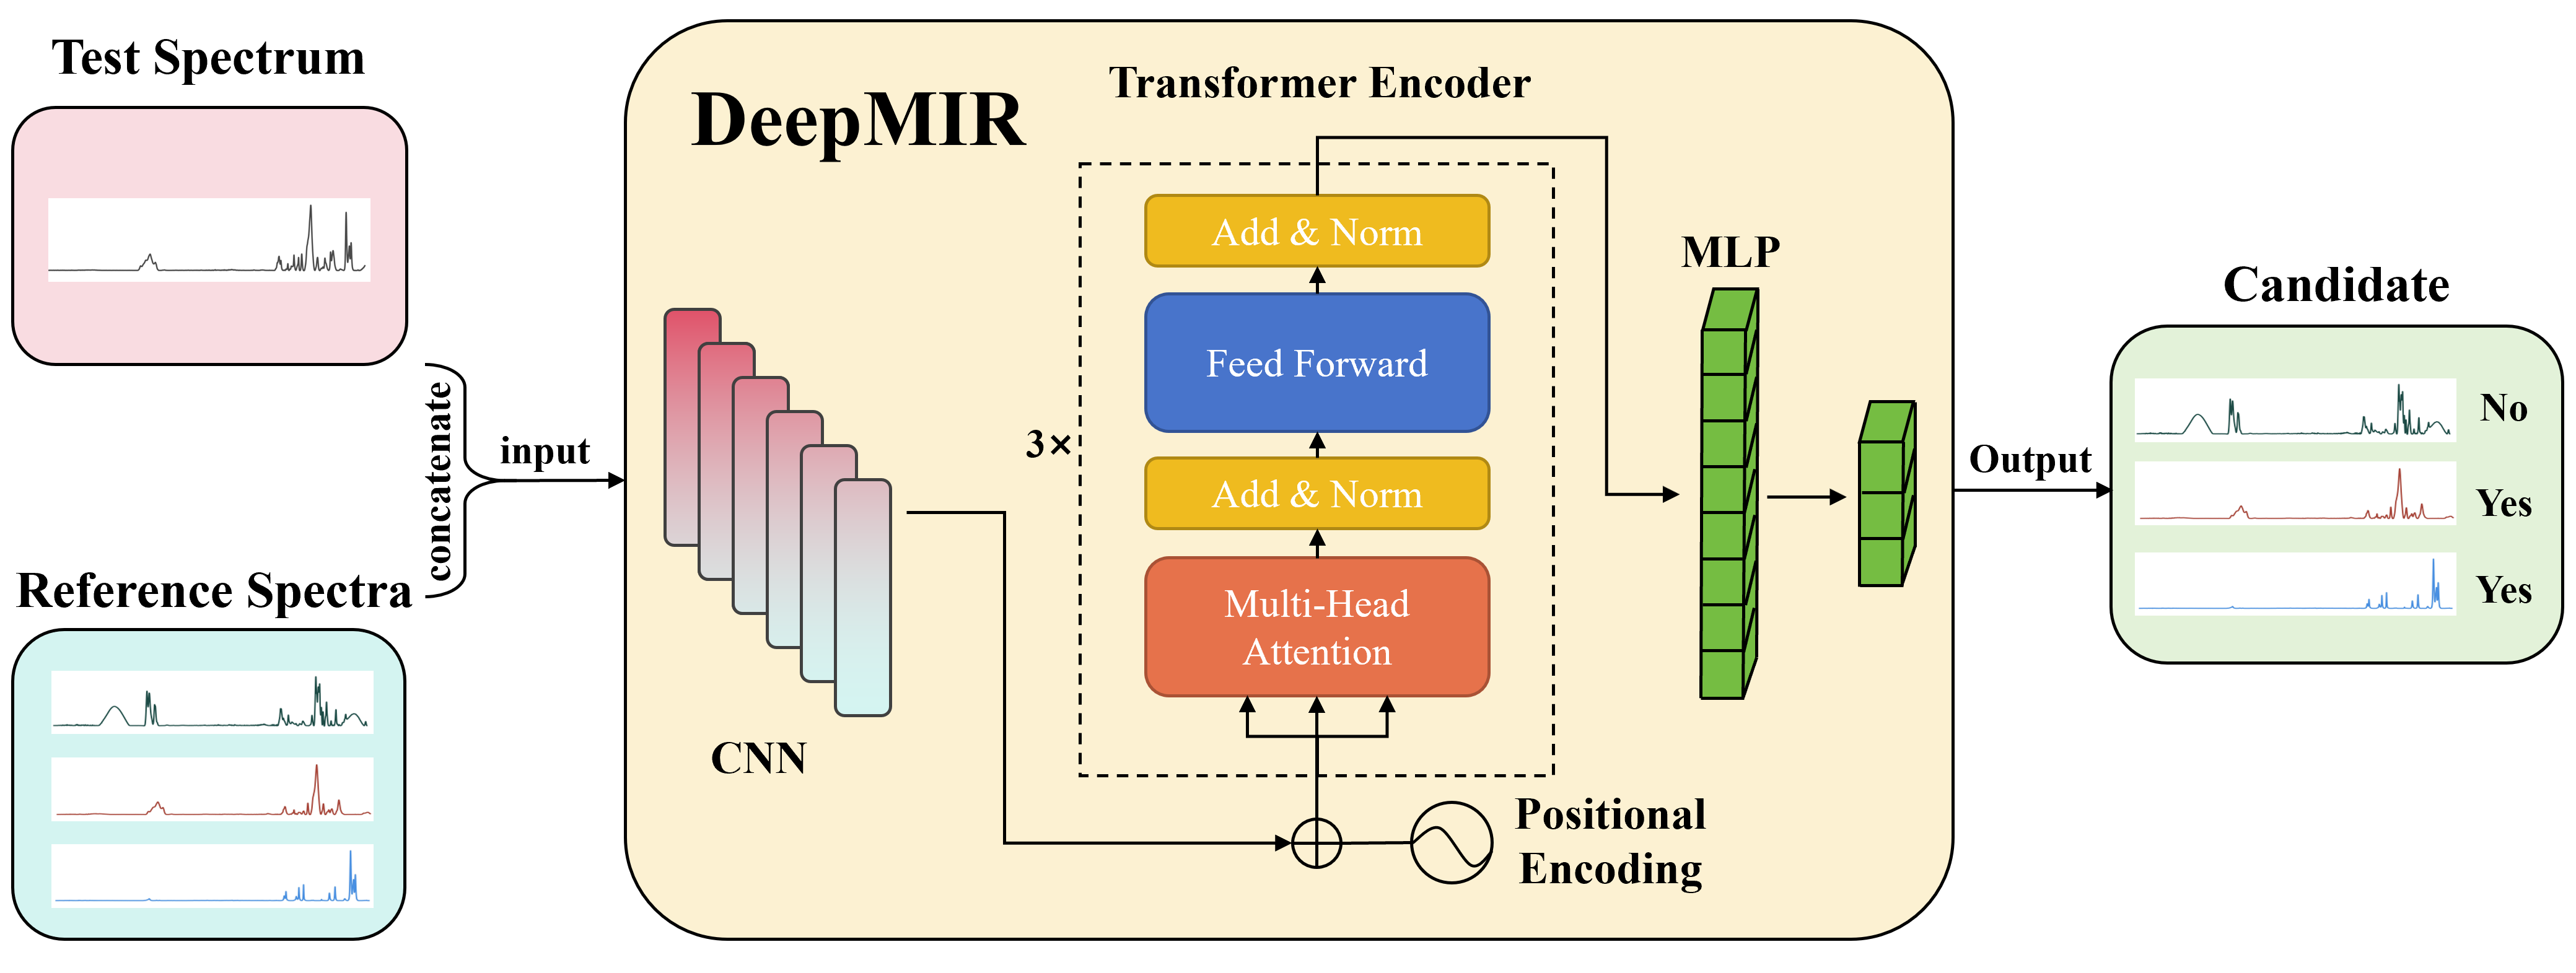 Test Spectrum
concatenate
Reference Spectra
input
DeepMIR
CNN
Transformer Encoder
3×
Add & Norm
Feed Forward
Add & Norm
Multi-Head
Attention
Positional
Encoding
MLP
Output
Candidate
No
Yes
Yes